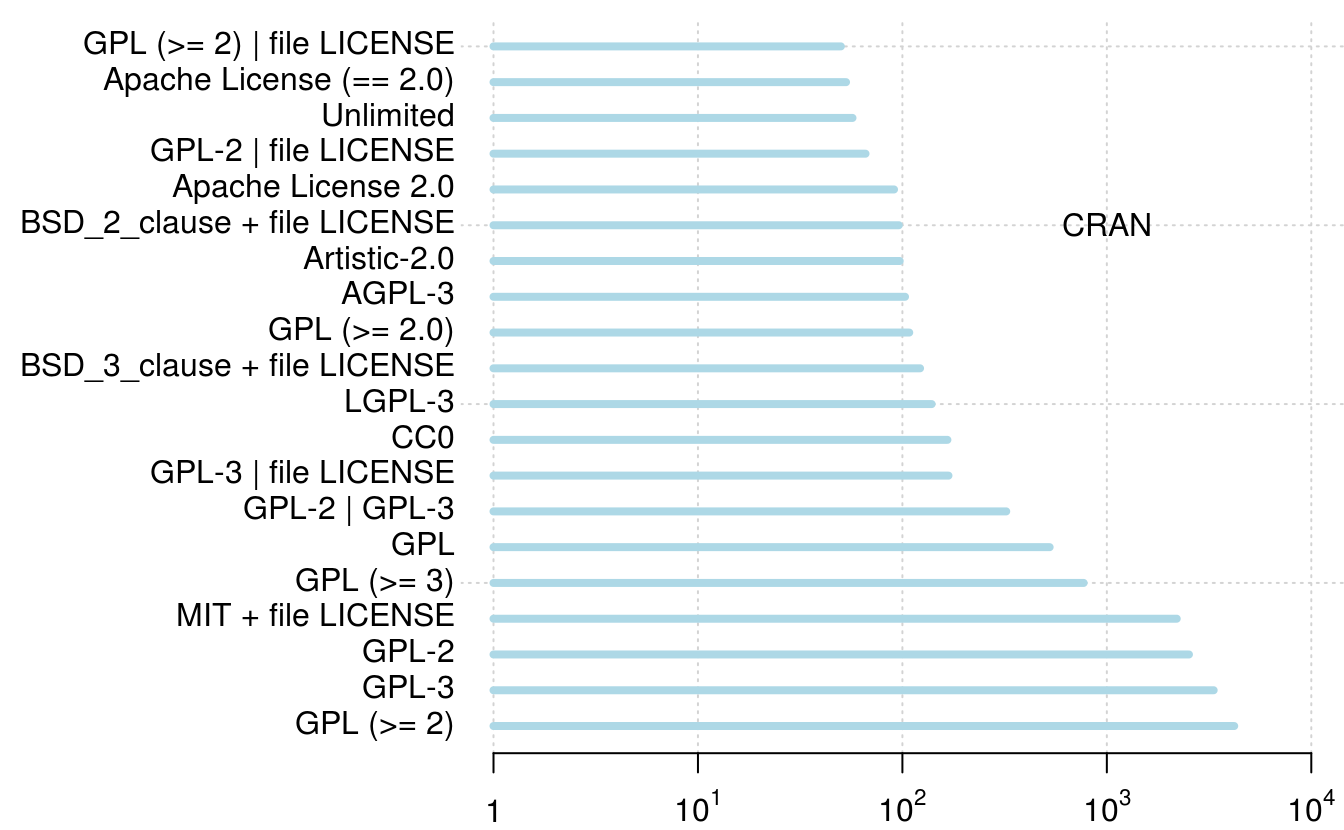 GPL (>= 2) | file LICENSE
Apache License (== 2.0)
Unlimited
GPL-2 | file LICENSE
Apache License 2.0
BSD_2_clause + file LICENSE
CRAN
Artistic-2.0
AGPL-3
GPL (>= 2.0)
BSD_3_clause + file LICENSE
LGPL-3
CC0
GPL-3 | file LICENSE
GPL-2 | GPL-3
GPL
GPL (>= 3)
MIT + file LICENSE
GPL-2
GPL-3
GPL (>= 2)
1 10¹ 10² 10³ 10⁴